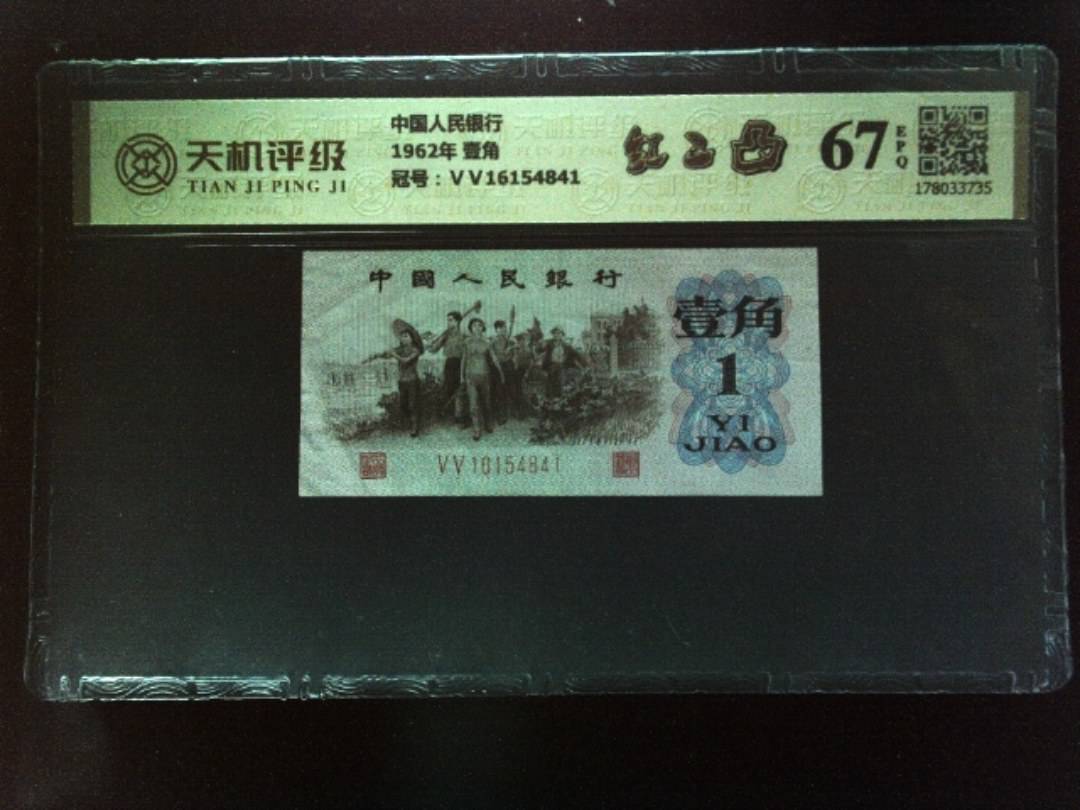 天机评级
TIAN JI PING JI
中国人民银行
1962年 壹角
冠号：VV16154841
红二凸
67
EPQ
178033735
中國人民銀行
壹角
1
YI
JIAO
VV16154841